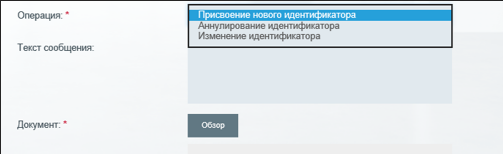 Операция: *
Присвоение нового идентификатора
Аннулирование идентификатора
Изменение идентификатора
Текст сообщения:
Документ: *
Обзор